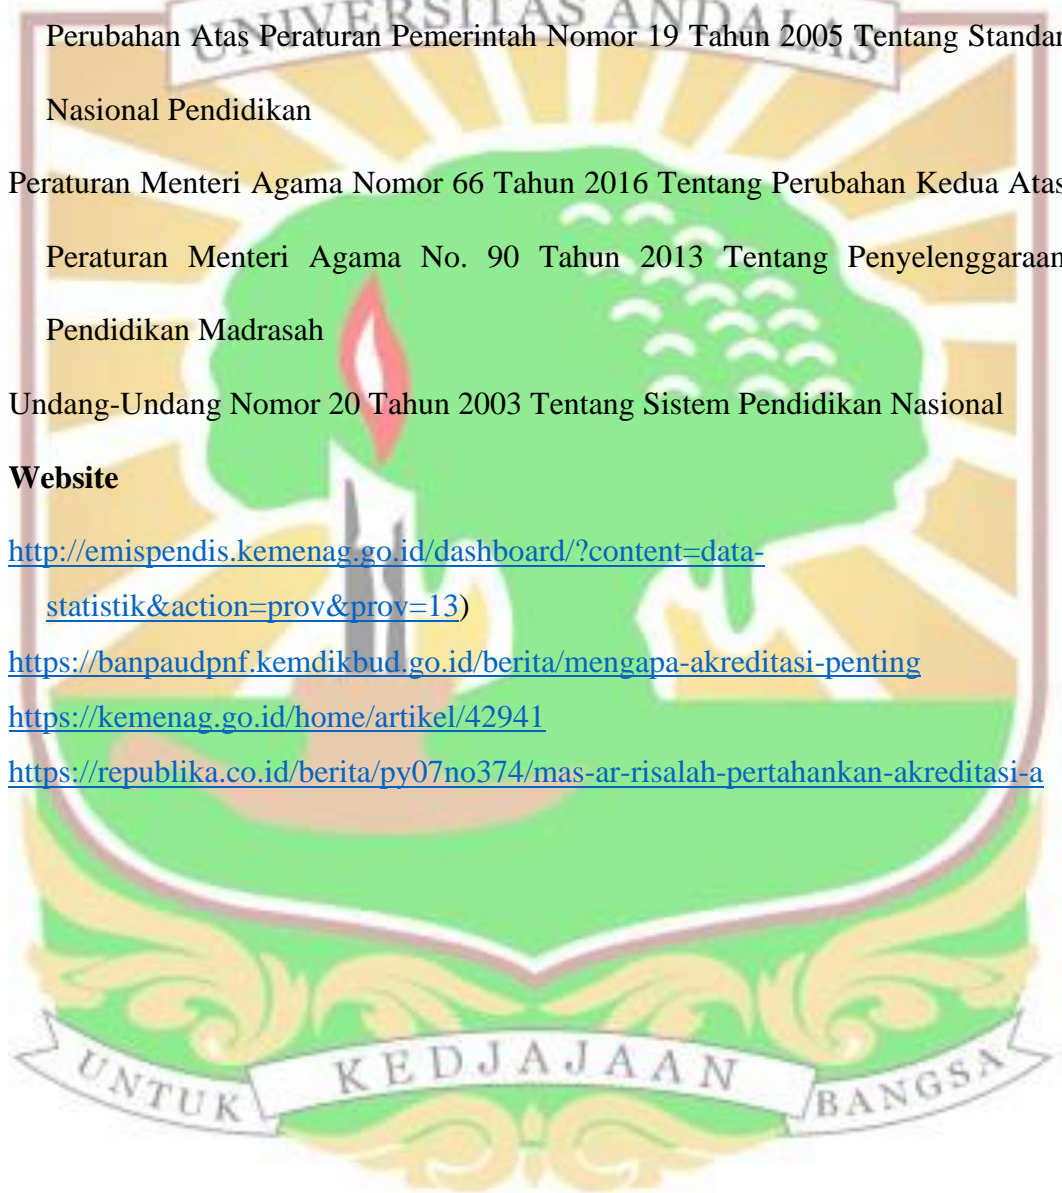 UNIVERSITAS ANDALAS
Perubahan Atas Peraturan Pemerintah Nomor 19 Tahun 2005 Tentang Standar
Nasional Pendidikan
Peraturan Menteri Agama Nomor 66 Tahun 2016 Tentang Perubahan Kedua Atas
Peraturan Menteri Agama No. 90 Tahun 2013 Tentang Penyelenggaraan
Pendidikan Madrasah
Undang-Undang Nomor 20 Tahun 2003 Tentang Sistem Pendidikan Nasional
Website
http://emispendis.kemenag.go.id/dashboard/?content=data-
statistik&action=prov&prov=13)
https://banpaudpnf.kemdikbud.go.id/berita/mengapa-akreditasi-penting
https://kemenag.go.id/home/artikel/42941
https://republika.co.id/berita/py07no374/mas-ar-risalah-pertahankan-akreditasi-a
UNTUK KEDJAJAAN BANGSA